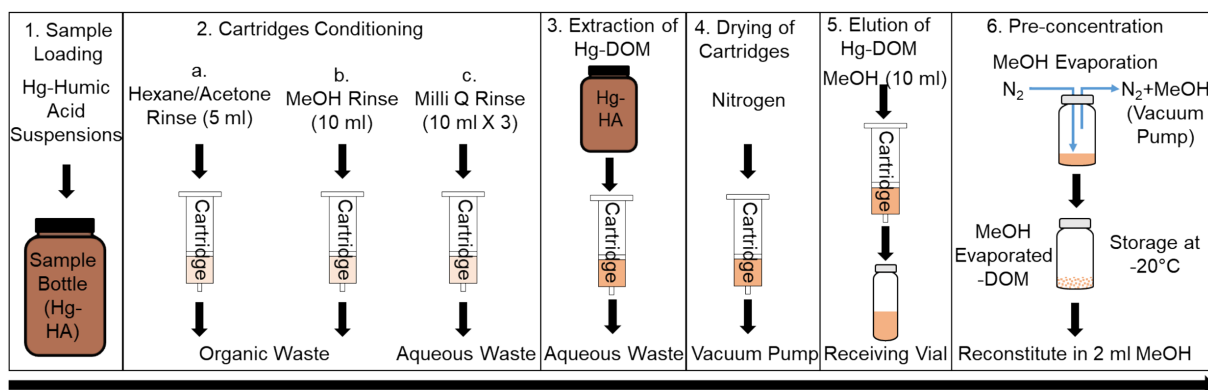 1. Sample
Loading
Hg-Humic
Acid
Suspensions
Sample
Bottle
(Hg-
HA)
2. Cartridges Conditioning
a.
Hexane/Acetone
Rinse (5 ml)
Cartridge
b.
MeOH Rinse
(10 ml)
Cartridge
Organic Waste
c.
Milli Q Rinse
(10 ml X 3)
Cartridge
Aqueous Waste
3. Extraction of
Hg-DOM
Hg-
HA
Cartridge
Aqueous Waste
4. Drying of
Cartridges
Nitrogen
Cartridge
Vacuum Pump
5. Elution of
Hg-DOM
MeOH (10 ml)
Cartridge
Receiving Vial
6. Pre-concentration
MeOH Evaporation
N2
N2+MeOH
(Vacuum
Pump)
MeOH
Evaporated
-DOM
Storage at
-20°C
Reconstitute in 2 ml MeOH